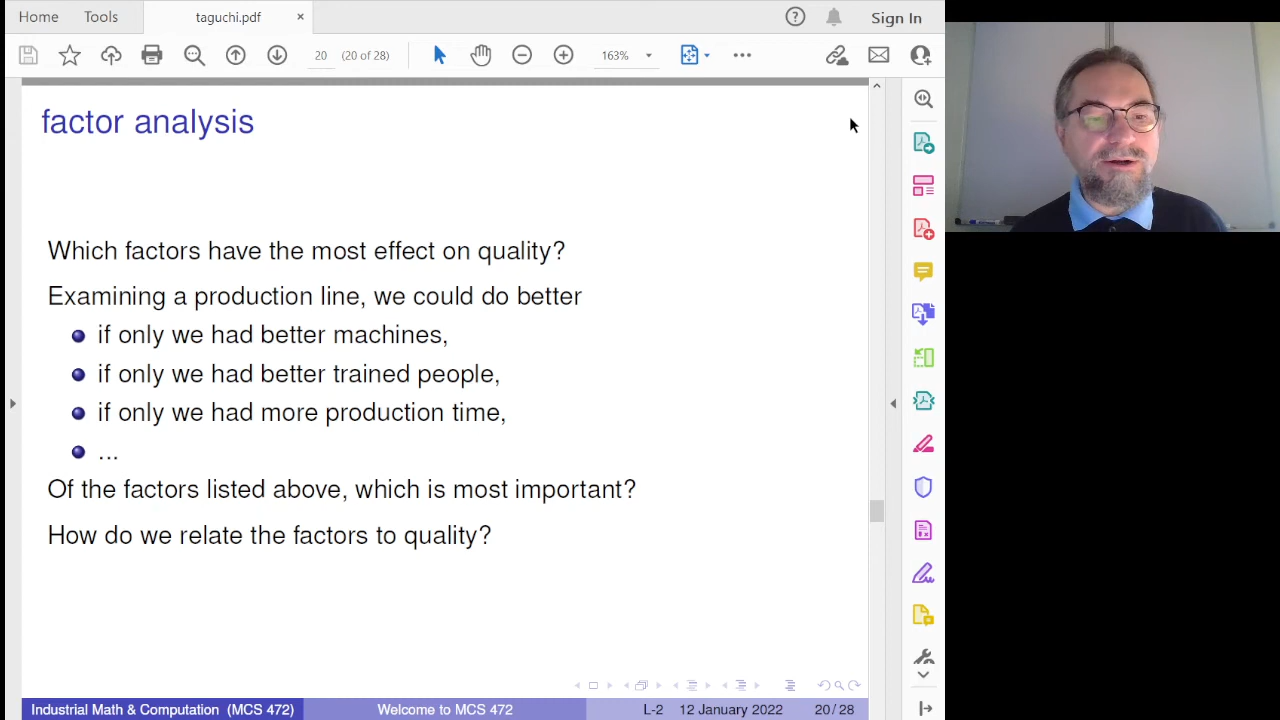 Home Tools taguchi.pdf × Sign In
20 (20 of 28) 163%
factor analysis
Which factors have the most effect on quality?
Examining a production line, we could do better
if only we had better machines,
if only we had better trained people,
if only we had more production time,
...
Of the factors listed above, which is most important?
How do we relate the factors to quality?
Industrial Math & Computation (MCS 472) Welcome to MCS 472 L-2 12 January 2022 20 / 28